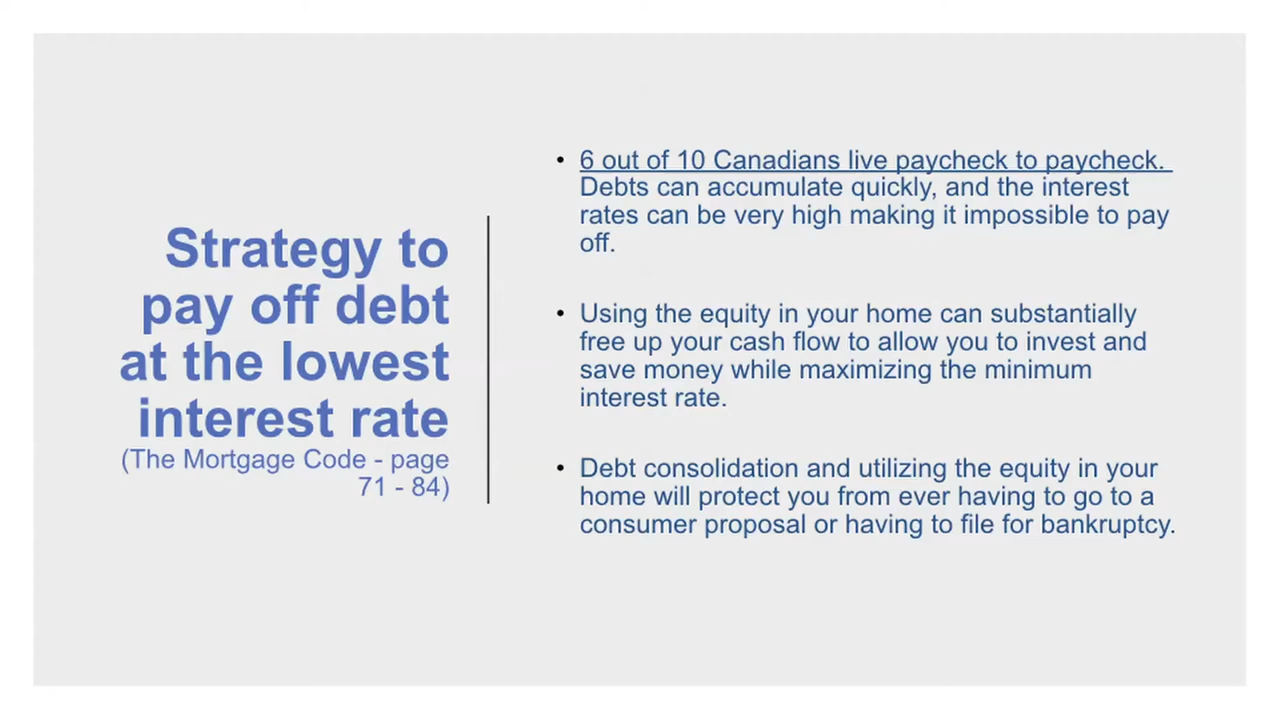 Strategy to
pay off debt
at the lowest
interest rate
(The Mortgage Code - page
71 - 84)
• 6 out of 10 Canadians live paycheck to paycheck.
Debts can accumulate quickly, and the interest
rates can be very high making it impossible to pay
off.
• Using the equity in your home can substantially
free up your cash flow to allow you to invest and
save money while maximizing the minimum
interest rate.
• Debt consolidation and utilizing the equity in your
home will protect you from ever having to go to a
consumer proposal or having to file for bankruptcy.